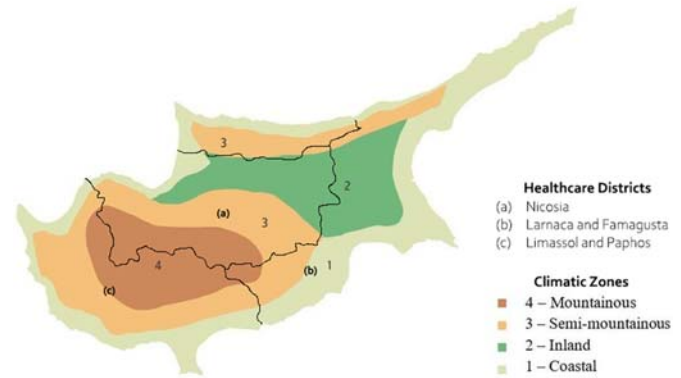 3
2
(a)
3
4
(b)
1
(c)
Healthcare Districts
(a) Nicosia
(b) Larnaca and Famagusta
(c) Limassol and Paphos
Climatic Zones
4 – Mountainous
3 – Semi-mountainous
2 – Inland
1 – Coastal